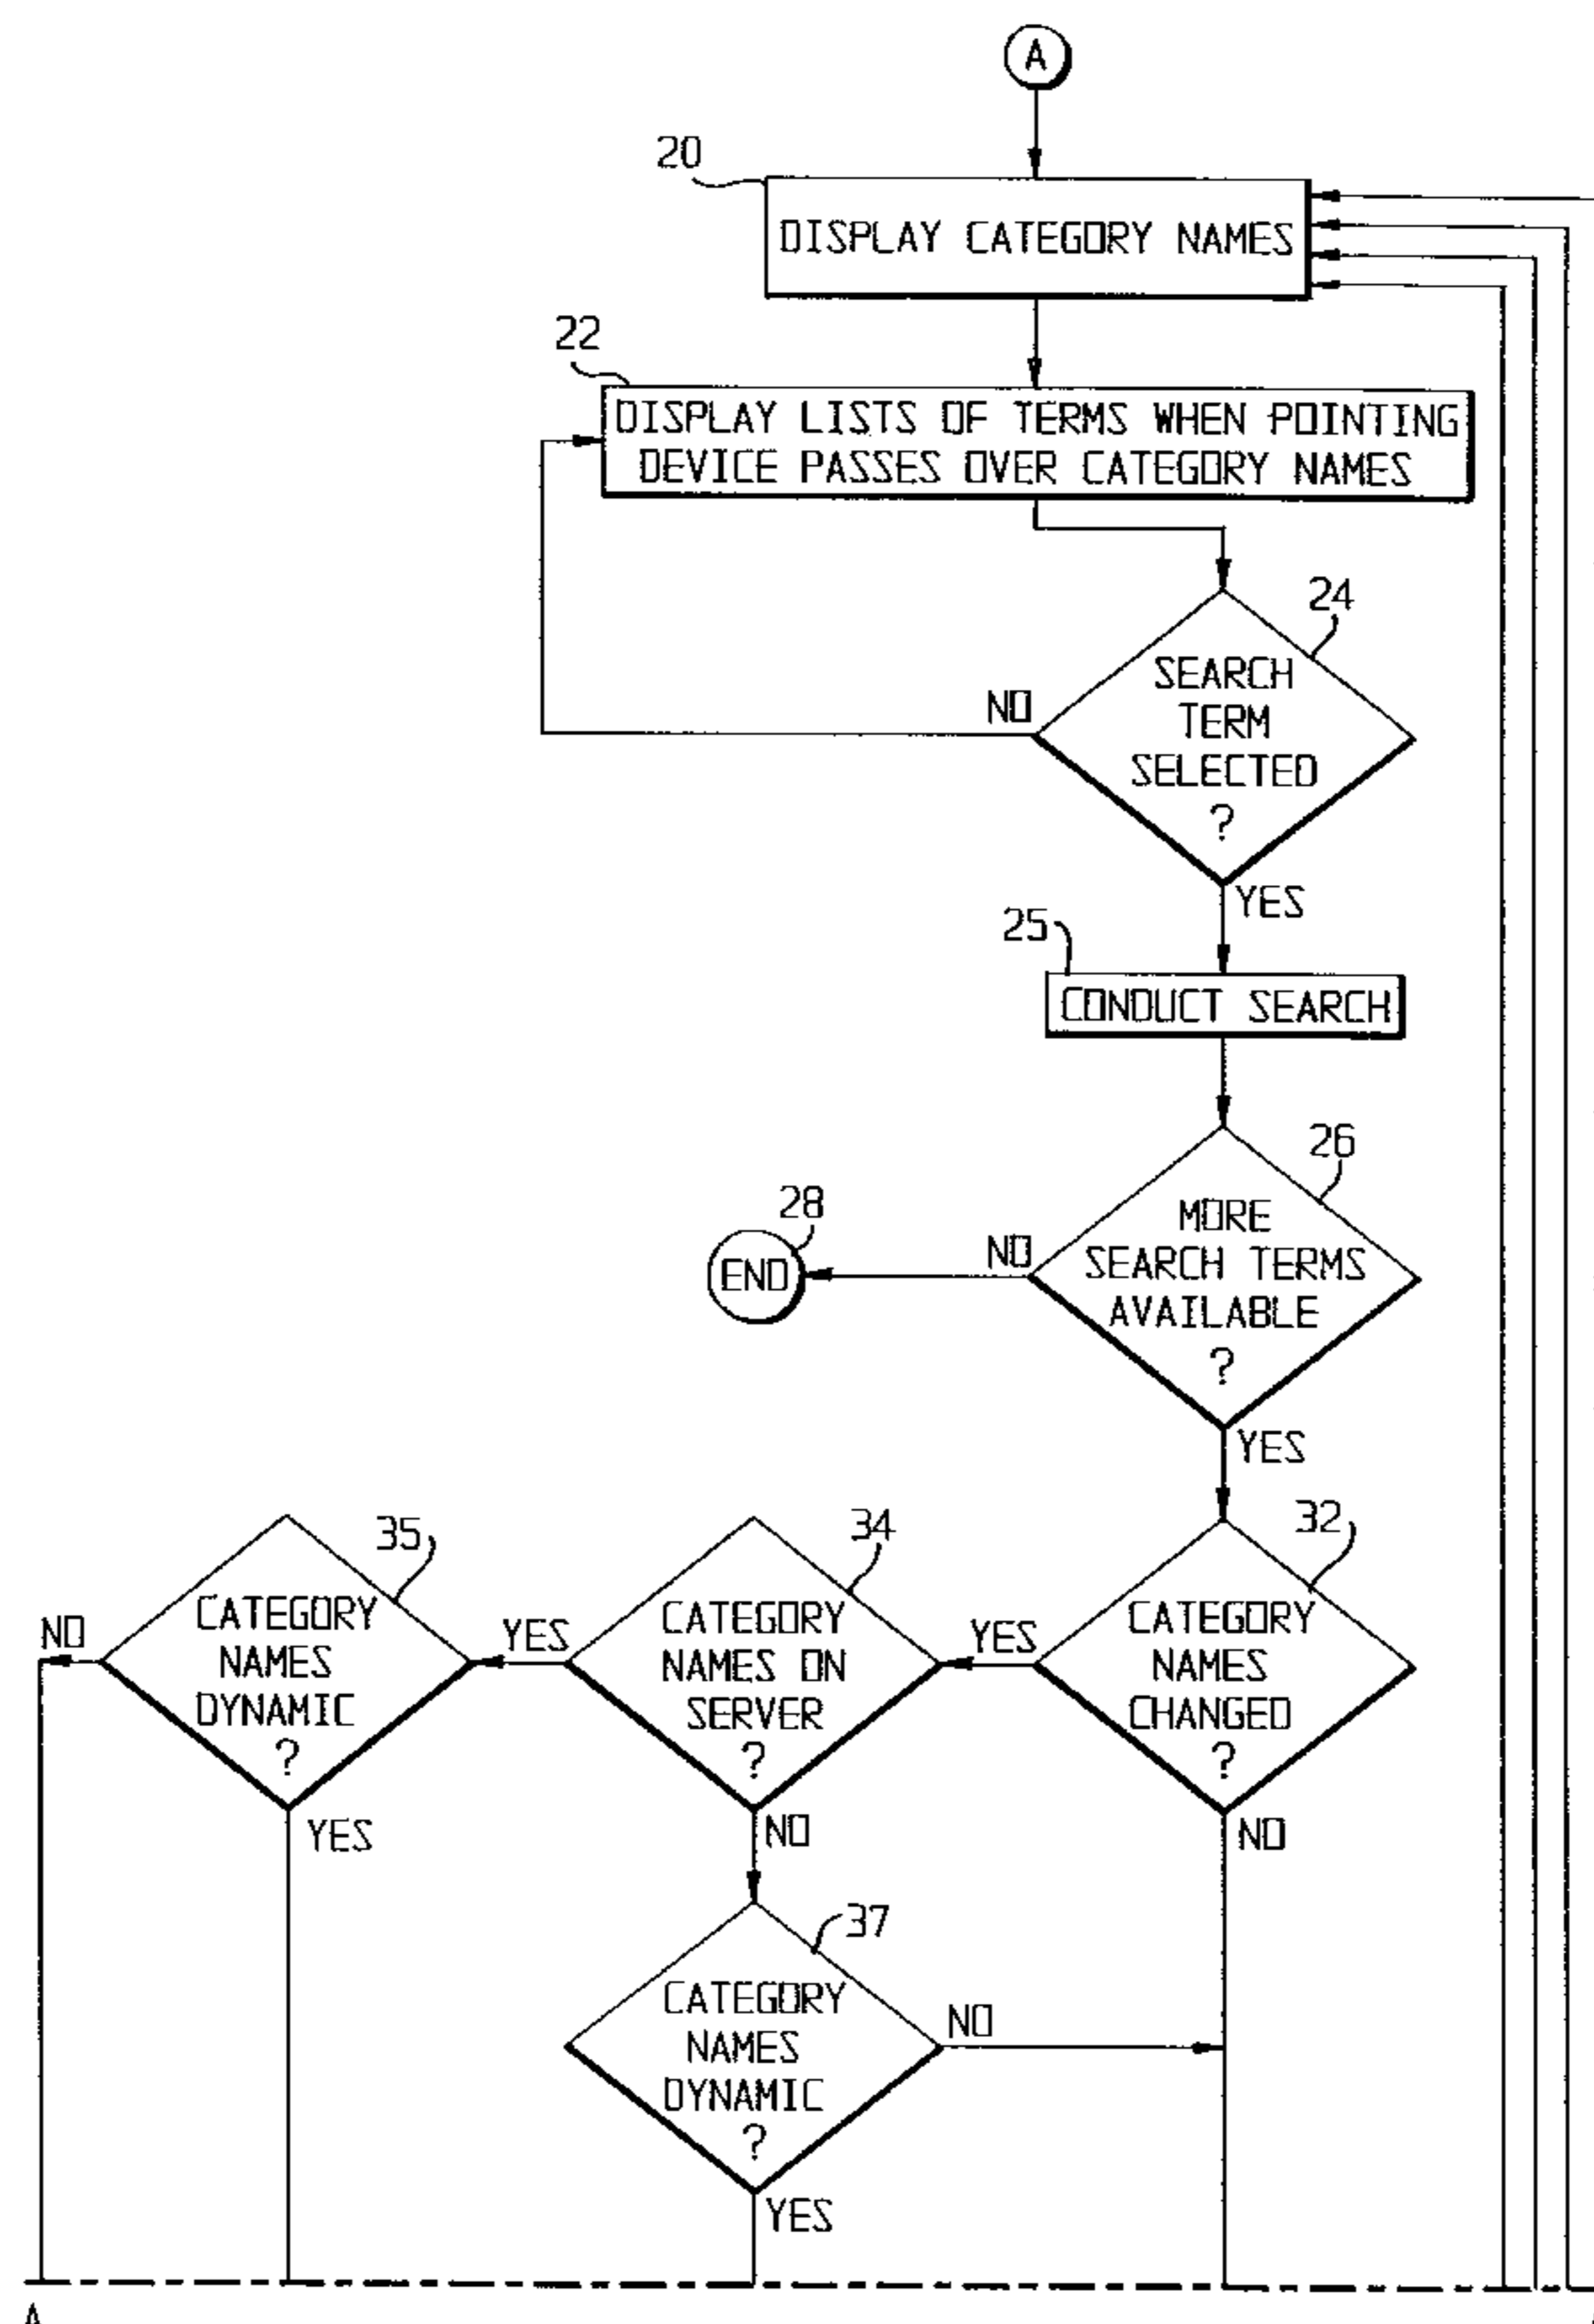 A
20
DISPLAY CATEGORY NAMES
22
DISPLAY LISTS OF TERMS WHEN POINTING
DEVICE PASSES OVER CATEGORY NAMES
24
SEARCH
TERM
SELECTED
?
NO
YES
25
CONDUCT SEARCH
26
MORE
SEARCH TERMS
AVAILABLE
?
NO
28
END
YES
32
CATEGORY
NAMES
CHANGED
?
YES
NO
34
CATEGORY
NAMES ON
SERVER
?
YES
NO
35
CATEGORY
NAMES
DYNAMIC
?
NO
YES
37
CATEGORY
NAMES
DYNAMIC
?
NO
YES